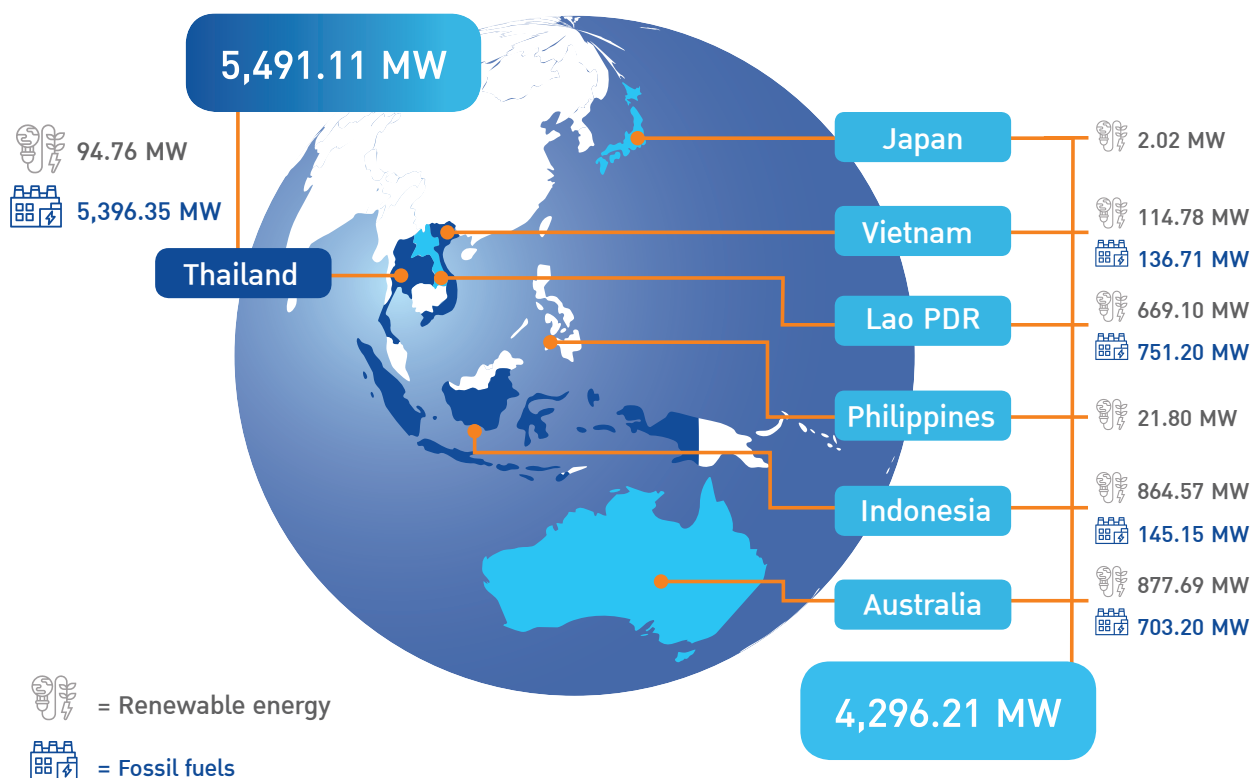 5,491.11 MW
94.76 MW
5,396.35 MW
Thailand
Japan
2.02 MW
Vietnam
114.78 MW
136.71 MW
Lao PDR
669.10 MW
751.20 MW
Philippines
21.80 MW
Indonesia
864.57 MW
145.15 MW
Australia
877.69 MW
703.20 MW
4,296.21 MW
= Renewable energy
= Fossil fuels